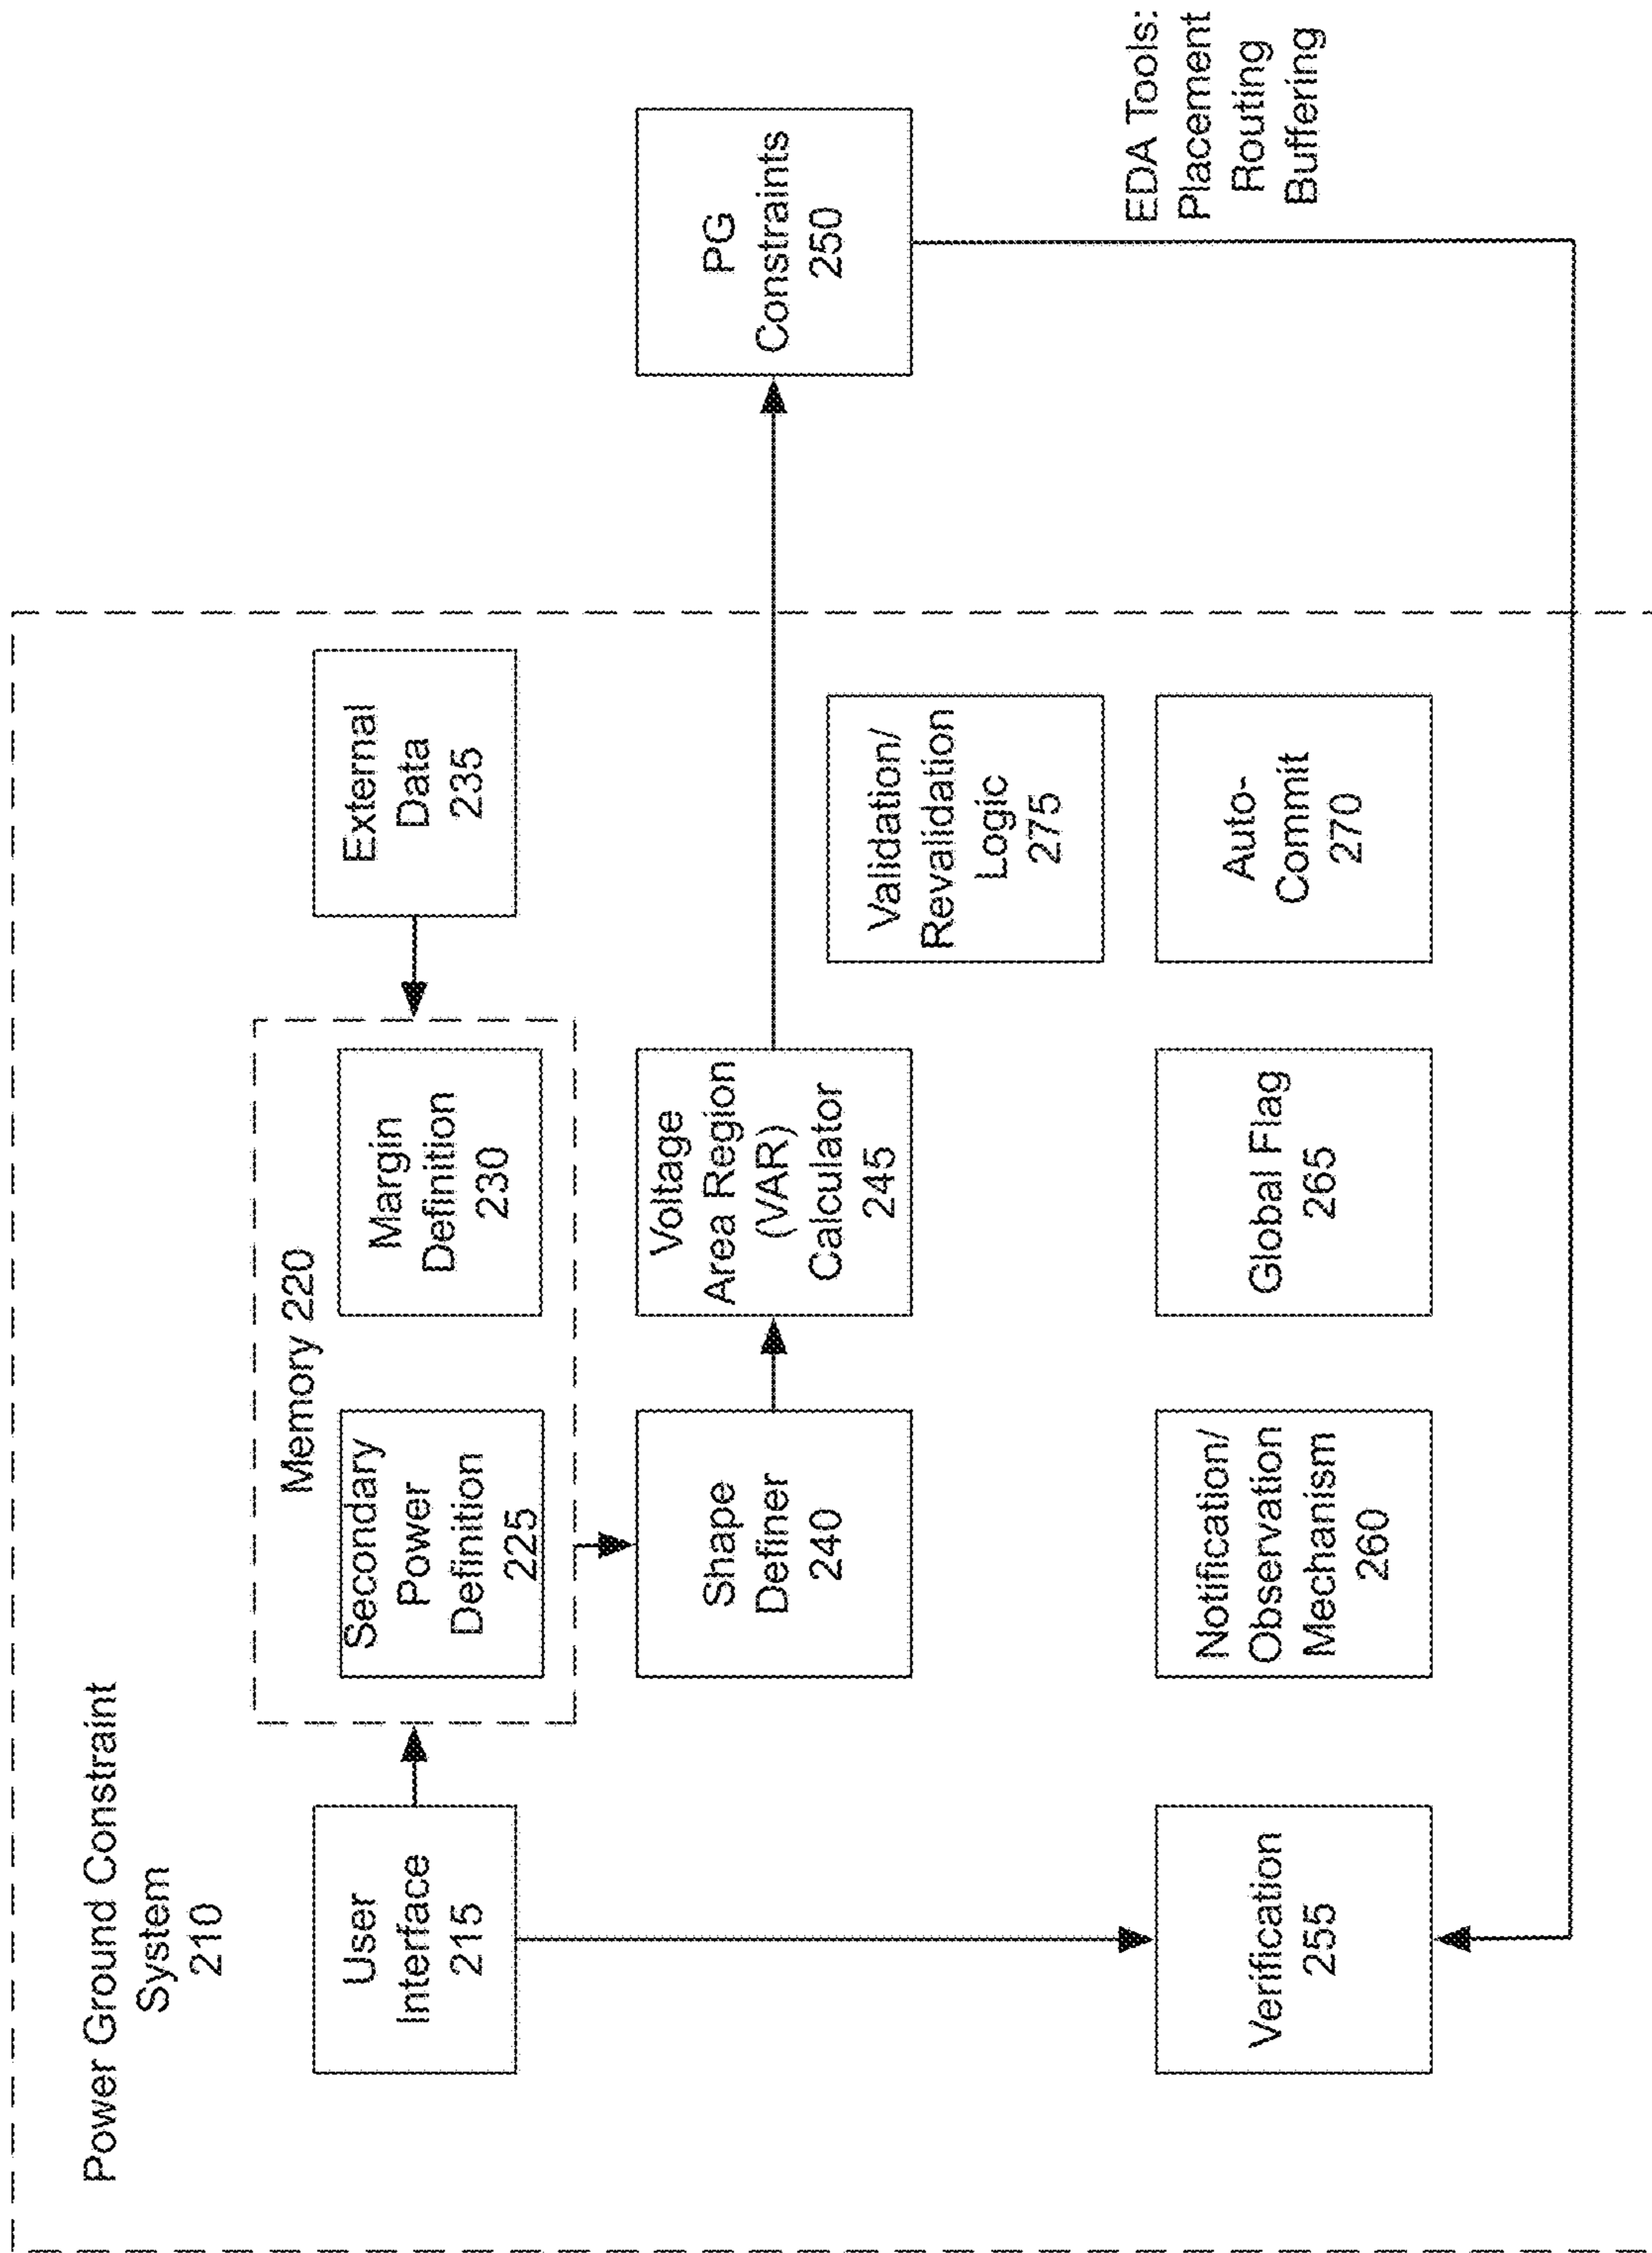 Power Ground Constraint
System
210
User
Interface
215
Memory 220
Secondary
Power
Definition
225
Margin
Definition
230
External
Data
235
Shape
Definer
240
Voltage
Area Region
(VAR)
Calculator
245
PG
Constraints
250
Validation/
Revalidation
Logic
275
Verification
255
Notification/
Observation
Mechanism
260
Global Flag
265
Auto-
Commit
270
EDA Tools:
Placement
Routing
Buffering